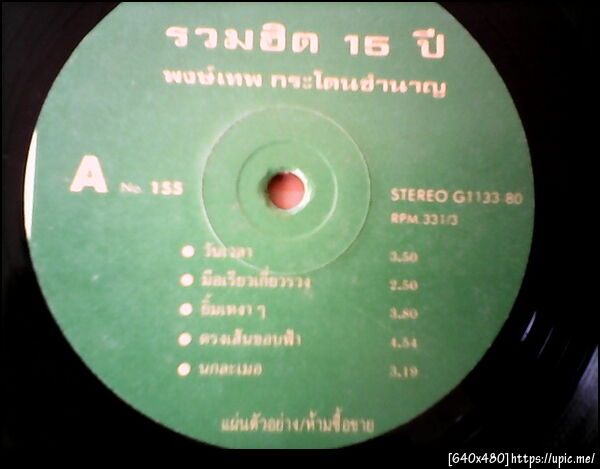 รวมฮิต 15 ปี
พงษ์เทพ กระโดนชำนาญ
A No. 155
STEREO G1133 80
RPM. 331/3
วันเวลา 3.50
มือเรียวเกี่ยวรวง 2.50
ยิ้มเหงา ๆ 3.80
ตรงเส้นขอบฟ้า 4.54
นกละเมอ 3.19
แผ่นตัวอย่าง/ห้ามซื้อขาย
[640x480]https://upic.me/